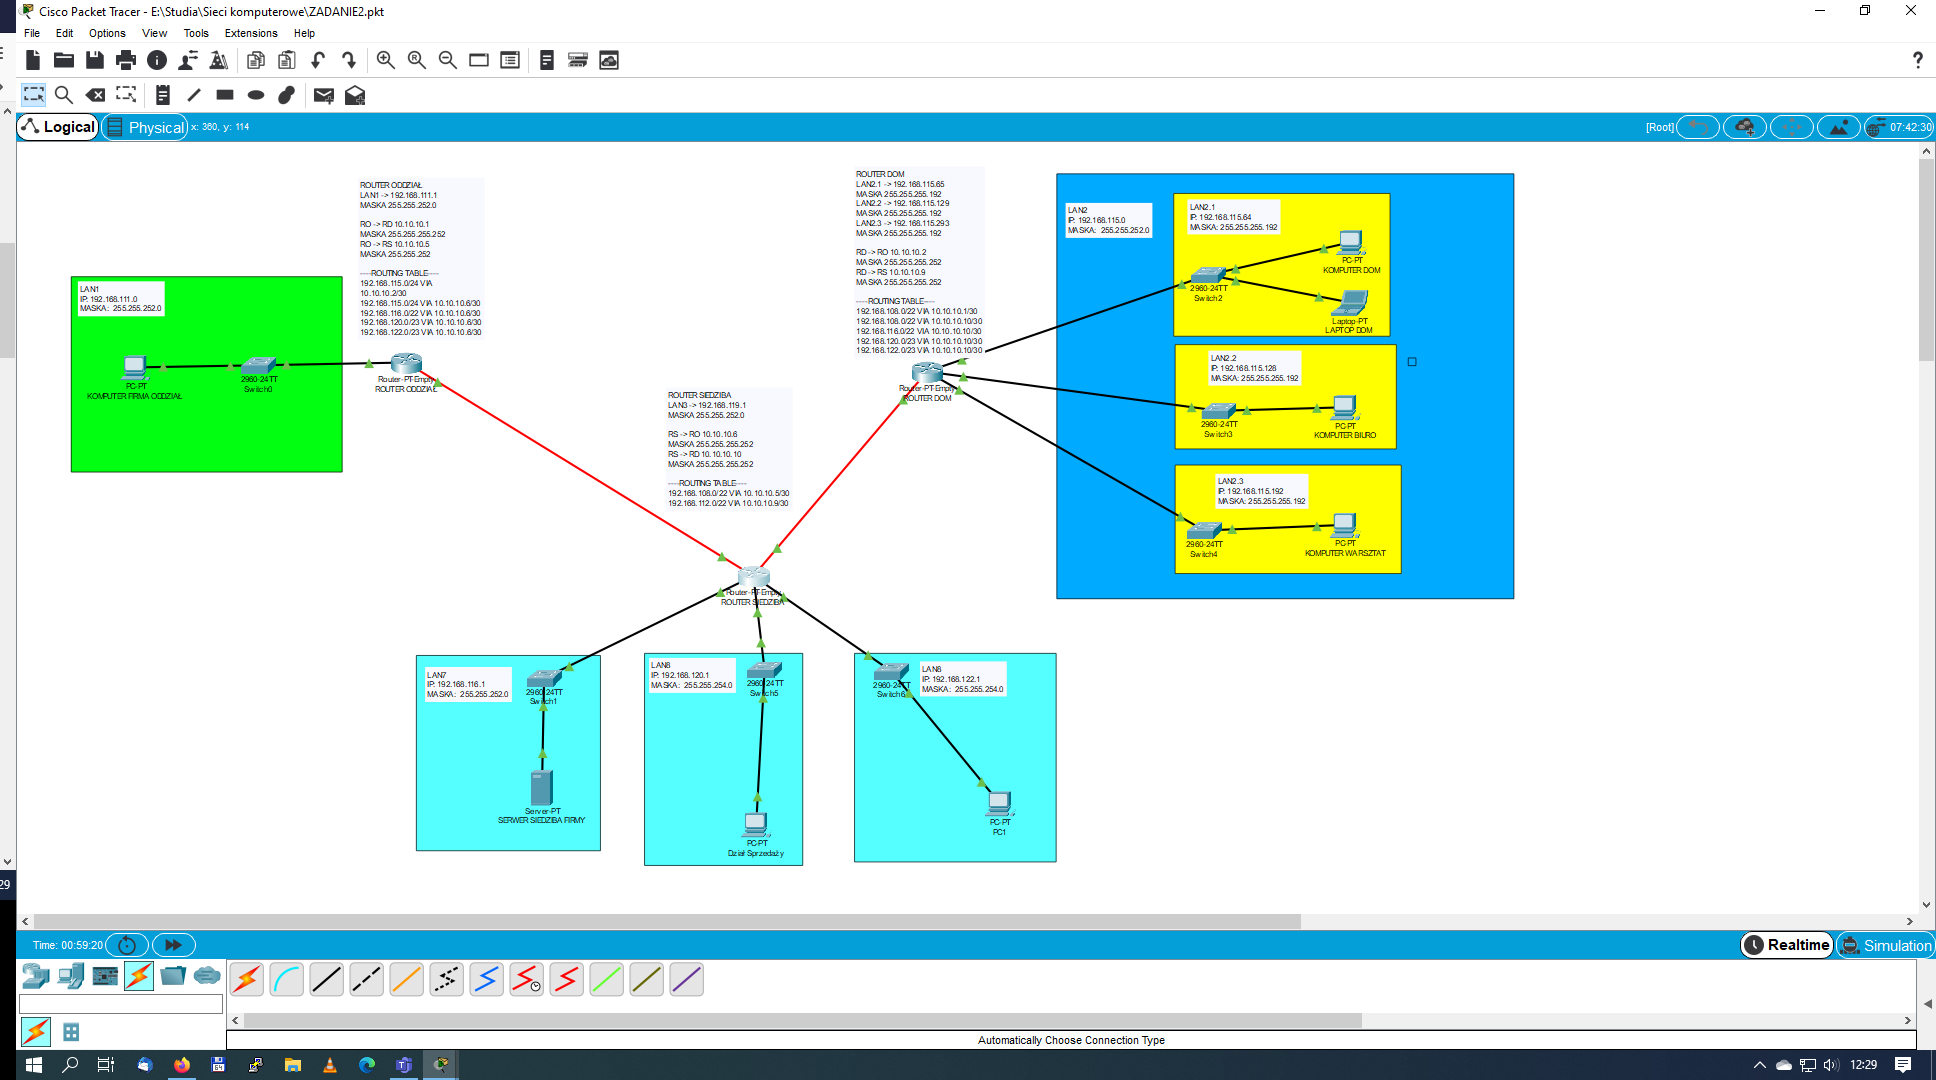 Cisco Packet Tracer - E:\Studia\Sieci komputerowe\ZADANIE2.pkt
File Edit Options View Tools Extensions Help
Logical
Physical x: 360, y: 114
[Root]
07:42:30
ROUTER ODDZIAŁ
LAN1 -> 192.168.111.1
MASKA 255.255.252.0
RO -> RD 10.10.10.1
MASKA 255.255.255.252
RO -> RS 10.10.10.5
MASKA 255.255.252
----ROUTING TABLE----
192.168.115.0/24 VIA
10.10.10.2/30
192.168.115.0/24 VIA 10.10.10.6/30
192.168.116.0/22 VIA 10.10.10.6/30
192.168.120.0/23 VIA 10.10.10.6/30
192.168.122.0/23 VIA 10.10.10.6/30
ROUTER DOM
LAN2.1 -> 192.168.115.65
MASKA 255.255.255.192
LAN2.2 -> 192.168.115.129
MASKA 255.255.255.192
LAN2.3 -> 192.168.115.293
MASKA 255.255.255.192
RD -> RO 10.10.10.2
MASKA 255.255.255.252
RD -> RS 10.10.10.9
MASKA 255.255.255.252
----ROUTING TABLE----
192.168.108.0/22 VIA 10.10.10.1/30
192.168.108.0/22 VIA 10.10.10.10/30
192.168.116.0/22 VIA 10.10.10.10/30
192.168.120.0/23 VIA 10.10.10.10/30
192.168.122.0/23 VIA 10.10.10.10/30
LAN2
IP: 192.168.115.0
MASKA: 255.255.252.0
LAN2.1
IP: 192.168.115.64
MASKA: 255.255.255.192
PC-PT
KOMPUTER DOM
2960-24TT
Switch2
Laptop-PT
LAPTOP DOM
LAN1
IP: 192.168.111.0
MASKA: 255.255.252.0
PC-PT
KOMPUTER FIRMA ODDZIAŁ
2960-24TT
Switch0
Router-PT-Empty
ROUTER ODDZIAŁ
Router-PT-Empty
ROUTER DOM
LAN2.2
IP: 192.168.115.128
MASKA: 255.255.255.192
2960-24TT
Switch3
PC-PT
KOMPUTER BIURO
ROUTER SIEDZIBA
LAN3 -> 192.168.119.1
MASKA 255.255.252.0
RS -> RO 10.10.10.6
MASKA 255.255.255.252
RS -> RD 10.10.10.10
MASKA 255.255.255.252
----ROUTING TABLE----
192.168.108.0/22 VIA 10.10.10.5/30
192.168.112.0/22 VIA 10.10.10.9/30
LAN2.3
IP: 192.168.115.192
MASKA: 255.255.255.192
2960-24TT
Switch4
PC-PT
KOMPUTER WARSZTAT
Router-PT-Empty
ROUTER SIEDZIBA
LAN7
IP: 192.168.116.1
MASKA: 255.255.252.0
2960-24TT
Switch1
Server-PT
SERWER SIEDZIBA FIRMY
LAN6
IP: 192.168.120.1
MASKA: 255.255.254.0
2960-24TT
Switch5
PC-PT
Dział Sprzedaży
2960-24TT
Switch6
LAN8
IP: 192.168.122.1
MASKA: 255.255.254.0
PC-PT
PC1
29
Time: 00:59:20
Realtime
Simulation
Automatically Choose Connection Type
12:29